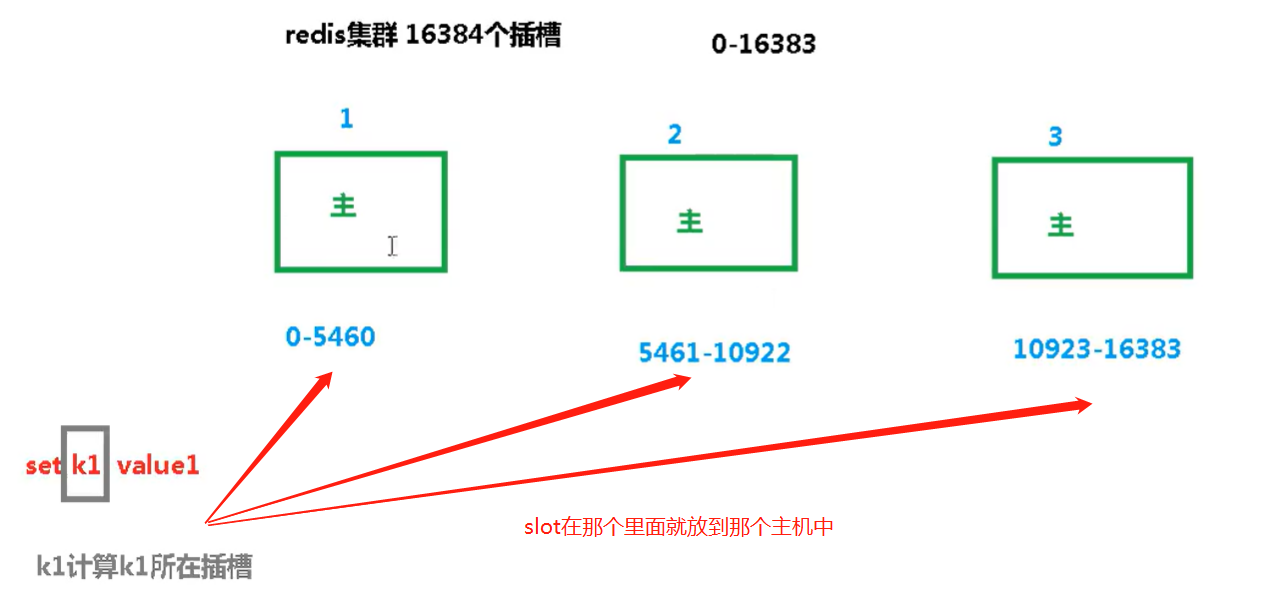 redis集群 16384个插槽
0-16383
1
2
3
主
主
主
0-5460
5461-10922
10923-16383
set k1 value1
slot在那个里面就放到那个主机中
k1计算k1所在插槽